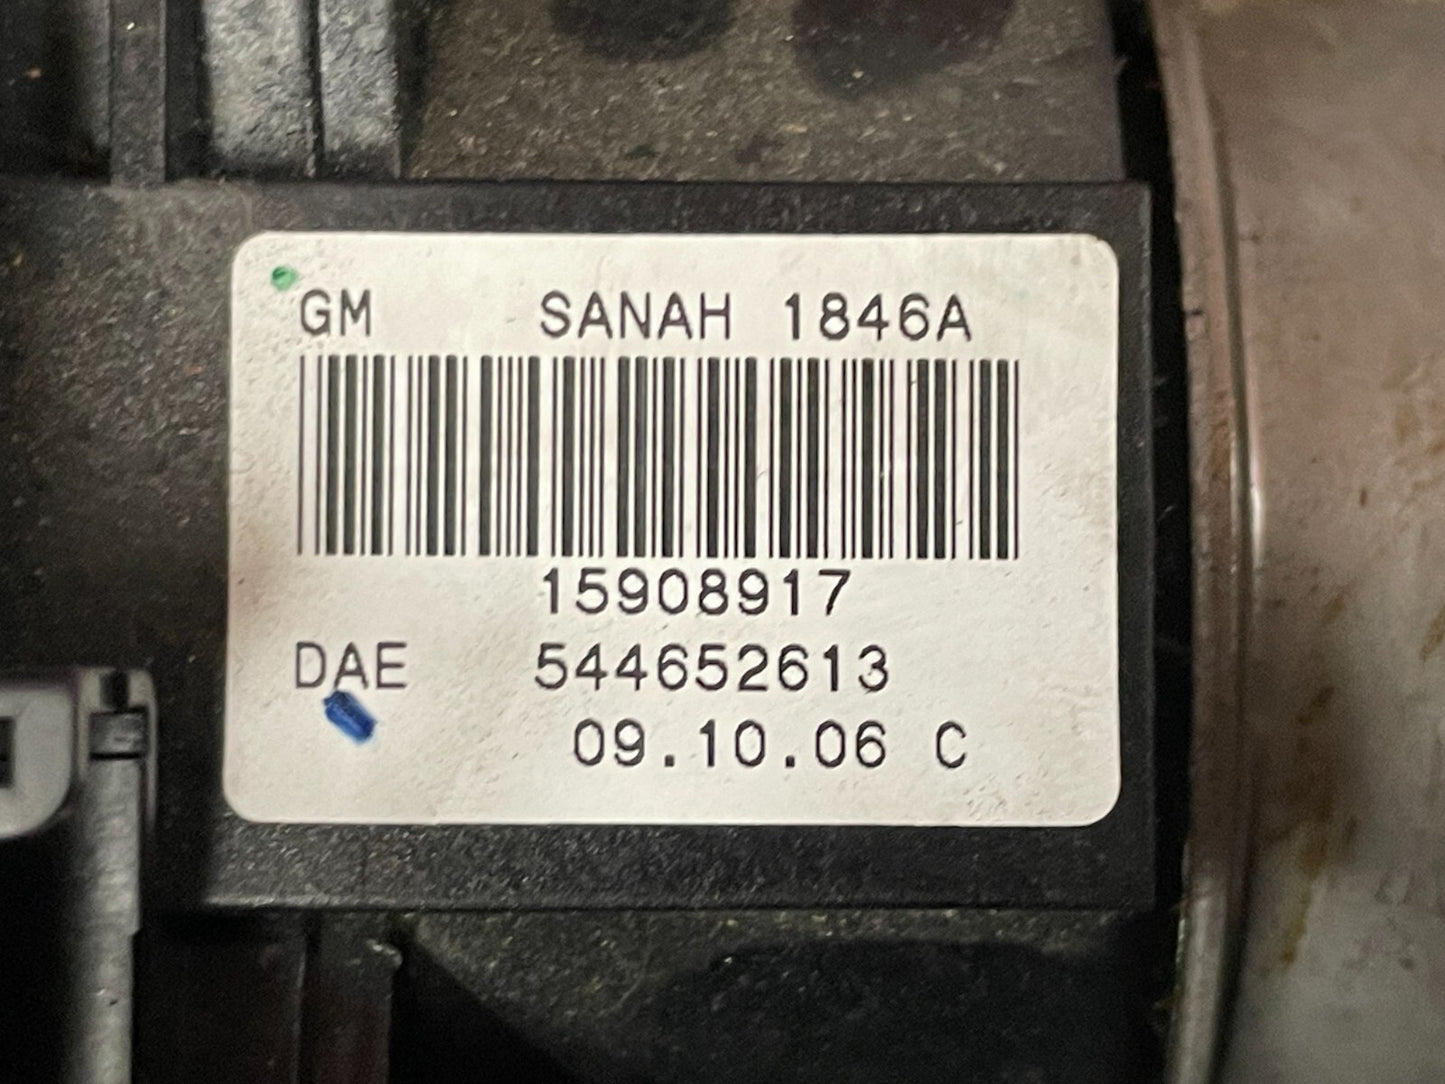 GM SANAH 1846A
15908917
DAE 544652613
09.10.06 C